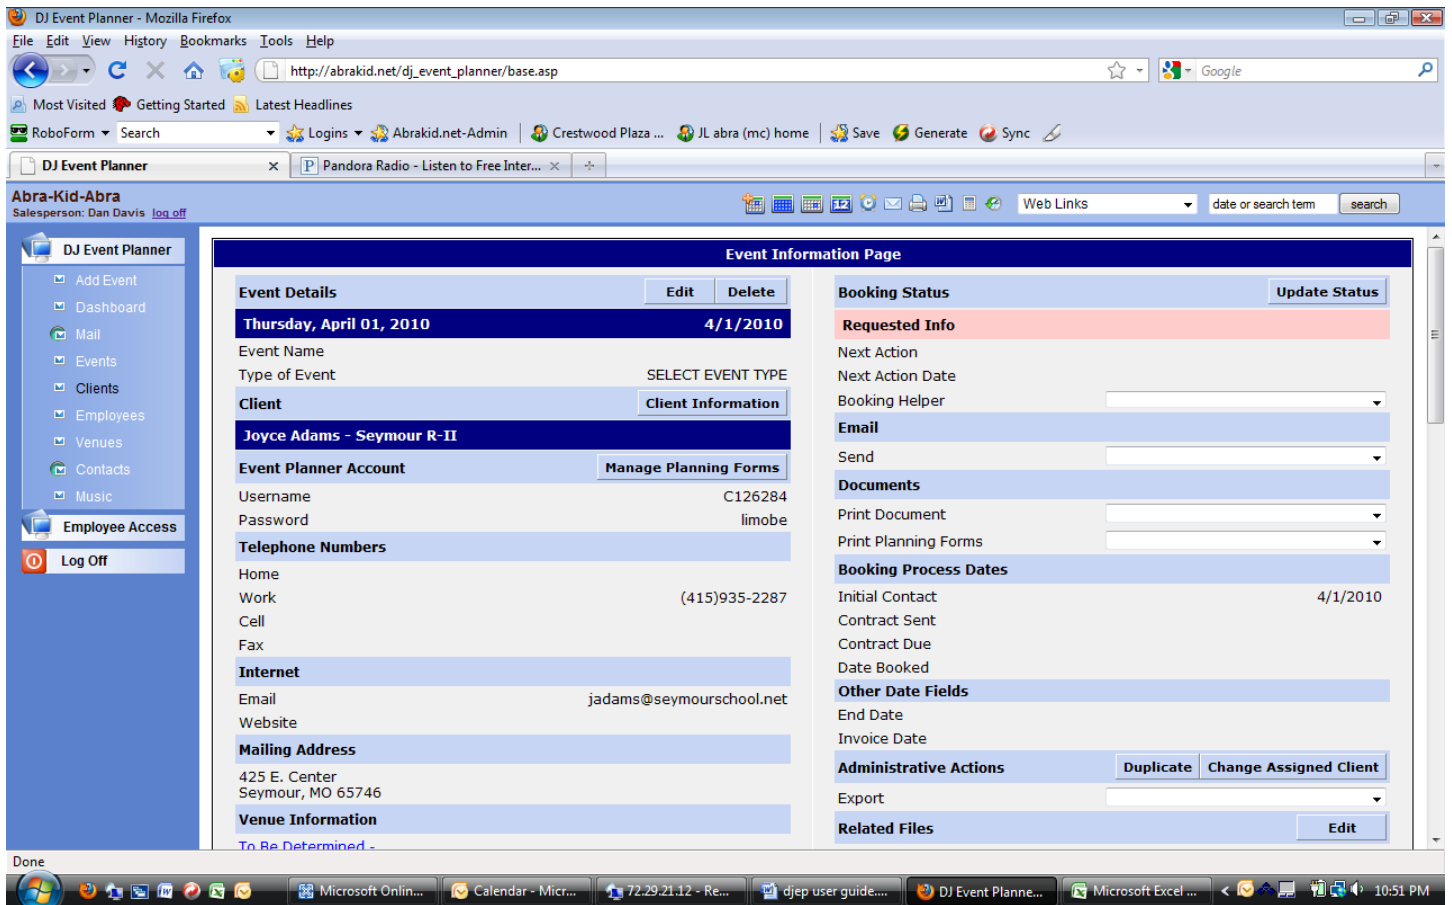 DJ Event Planner - Mozilla Firefox
File Edit View History Bookmarks Tools Help
http://abrakid.net/dj_event_planner/base.asp
Google
Most Visited Getting Started Latest Headlines
RoboForm Search Logins Abrakid.net-Admin Crestwood Plaza ... JL abra (mc) home Save Generate Sync
DJ Event Planner
Pandora Radio - Listen to Free Inter...
Abra-Kid-Abra
Salesperson: Dan Davis log off
12
Web Links
date or search term
search
DJ Event Planner
Add Event
Dashboard
Mail
Events
Clients
Employees
Venues
Contacts
Music
Employee Access
Log Off
Event Information Page
Event Details Edit Delete
Thursday, April 01, 2010 4/1/2010
Event Name
Type of Event SELECT EVENT TYPE
Client Client Information
Joyce Adams - Seymour R-II
Event Planner Account Manage Planning Forms
Username C126284
Password limobe
Telephone Numbers
Home
Work (415)935-2287
Cell
Fax
Internet
Email jadams@seymourschool.net
Website
Mailing Address
425 E. Center
Seymour, MO 65746
Venue Information
To Be Determined -
Booking Status Update Status
Requested Info
Next Action
Next Action Date
Booking Helper
Email
Send
Documents
Print Document
Print Planning Forms
Booking Process Dates
Initial Contact 4/1/2010
Contract Sent
Contract Due
Date Booked
Other Date Fields
End Date
Invoice Date
Administrative Actions Duplicate Change Assigned Client
Export
Related Files Edit
Done
Microsoft Onlin... Calendar - Micr... 72.29.21.12 - Re... djep user guide.... DJ Event Planne... Microsoft Excel ... 10:51 PM